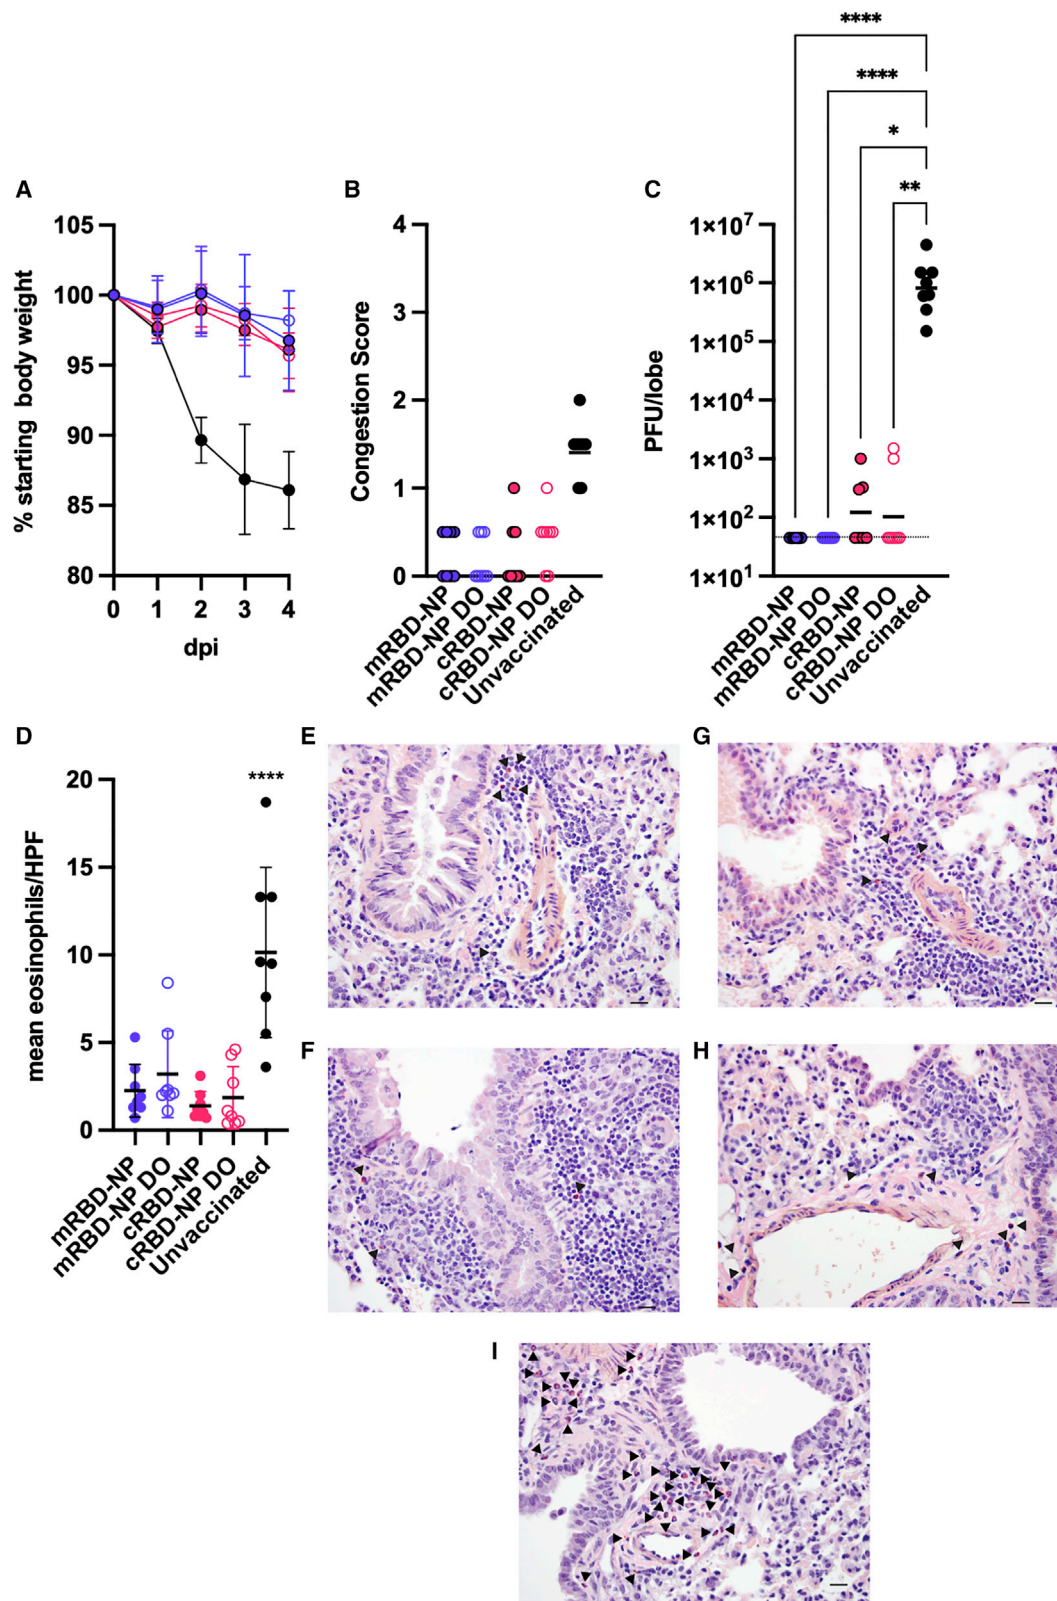 A
% starting body weight
105
100
95
90
85
80
0 1 2 3 4
dpi
B
Congestion Score
4
3
2
1
0
mRBD-NP
mRBD-NP DO
cRBD-NP
cRBD-NP DO
Unvaccinated
C
****
****
*
**
PFU/lobe
1×10⁷
1×10⁶
1×10⁵
1×10⁴
1×10³
1×10²
1×10¹
mRBD-NP
mRBD-NP DO
cRBD-NP
cRBD-NP DO
Unvaccinated
D
mean eosinophils/HPF
20
15
10
5
0
****
mRBD-NP
mRBD-NP DO
cRBD-NP
cRBD-NP DO
Unvaccinated
E
G
F
H
I